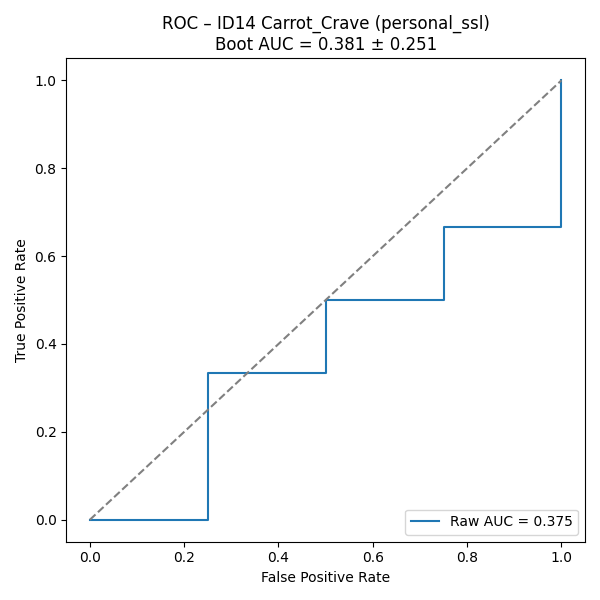 ROC – ID14 Carrot_Crave (personal_ssl)
Boot AUC = 0.381 ± 0.251
True Positive Rate
1.0
0.8
0.6
0.4
0.2
0.0
Raw AUC = 0.375
0.0 0.2 0.4 0.6 0.8 1.0
False Positive Rate